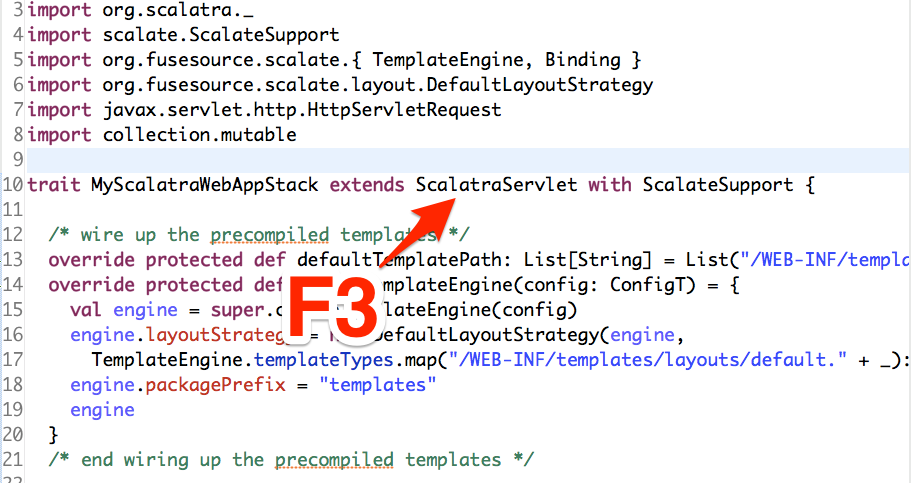 3 import org.scalatra._
4 import scalate.ScalateSupport
5 import org.fusesource.scalate.{ TemplateEngine, Binding }
6 import org.fusesource.scalate.layout.DefaultLayoutStrategy
7 import javax.servlet.http.HttpServletRequest
8 import collection.mutable
9
10 trait MyScalatraWebAppStack extends ScalatraServlet with ScalateSupport {
11
12 /* wire up the precompiled templates */
13 override protected def defaultTemplatePath: List[String] = List("/WEB-INF/templa
14 override protected def mplateEngine(config: ConfigT) = {
F3
15 val engine = super.c lateEngine(config)
16 engine.layoutStrateg DefaultLayoutStrategy(engine,
17 TemplateEngine.templateTypes.map("/WEB-INF/templates/layouts/default." + _):
18 engine.packagePrefix = "templates"
19 engine
20 }
21 /* end wiring up the precompiled templates */